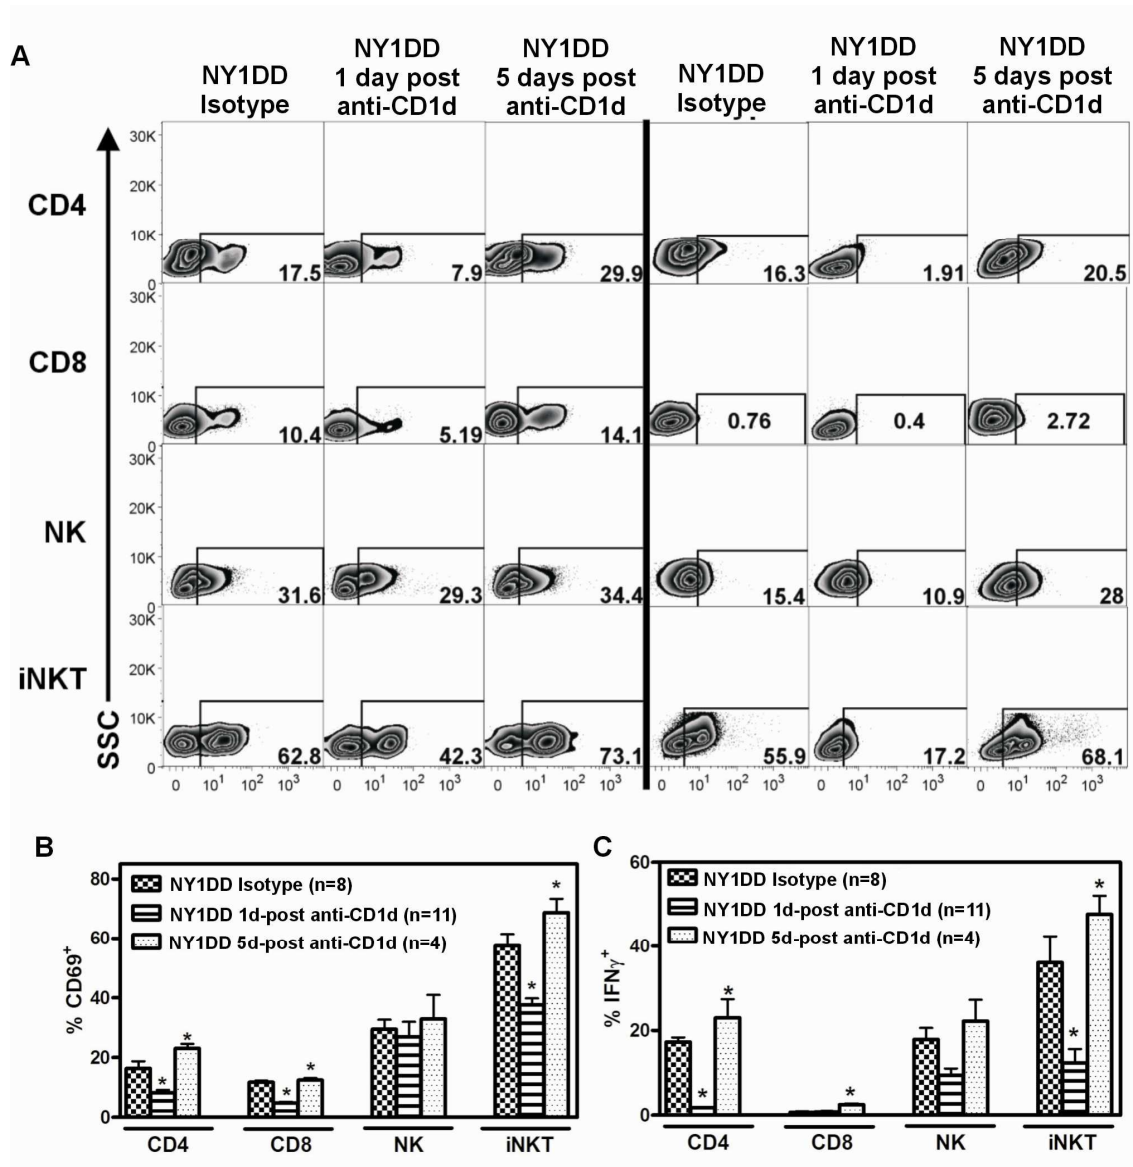 A
NY1DD Isotype
NY1DD 1 day post anti-CD1d
NY1DD 5 days post anti-CD1d
NY1DD Isotype
NY1DD 1 day post anti-CD1d
NY1DD 5 days post anti-CD1d
CD4
30K
20K
10K
0
17.5
7.9
29.9
16.3
1.91
20.5
CD8
30K
20K
10K
0
10.4
5.19
14.1
0.76
0.4
2.72
NK
30K
20K
10K
0
31.6
29.3
34.4
15.4
10.9
28
iNKT
30K
20K
10K
0
62.8
42.3
73.1
55.9
17.2
68.1
SSC
0 10¹ 10² 10³
0 10¹ 10² 10³
0 10¹ 10² 10³
0 10¹ 10² 10³
0 10¹ 10² 10³
0 10¹ 10² 10³
B
% CD69⁺
80
60
40
20
0
NY1DD Isotype (n=8)
NY1DD 1d-post anti-CD1d (n=11)
NY1DD 5d-post anti-CD1d (n=4)
* * * * * *
CD4 CD8 NK iNKT
C
% IFNγ⁺
60
40
20
0
NY1DD Isotype (n=8)
NY1DD 1d-post anti-CD1d (n=11)
NY1DD 5d-post anti-CD1d (n=4)
* * * * *
CD4 CD8 NK iNKT